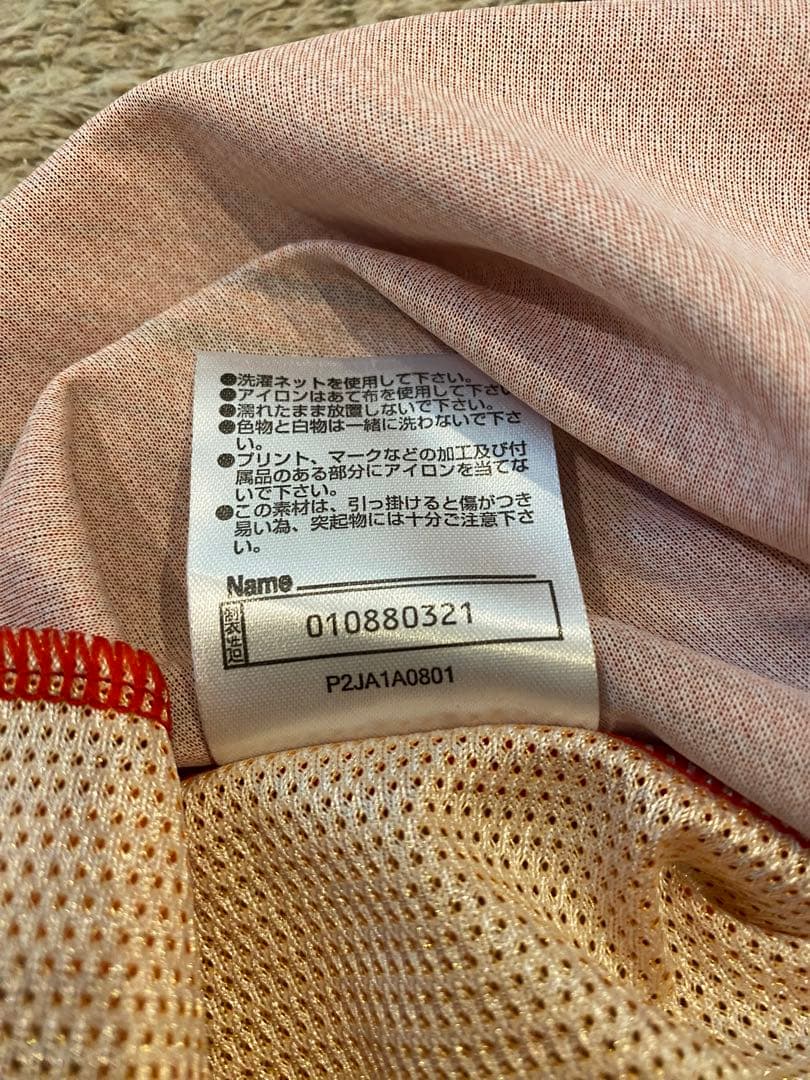 ●洗濯ネットを使用して下さい。
●アイロンはあて布を使用して下さい
●濡れたまま放置しないで下さい。
●色物と白物は一緒に洗わないで下さ
い。
●プリント、マークなどの加工及び付
属品のある部分にアイロンを当てな
いで下さい。
●この素材は、引っ掛けると傷がつき
易い為、突起物には十分ご注意下さ
い。
Name
010880321
P2JA1A0801